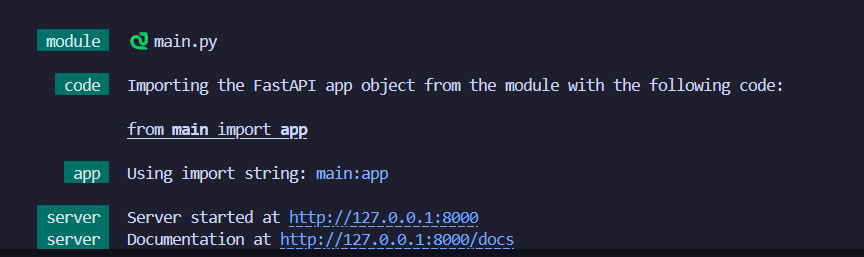 module main.py
code Importing the FastAPI app object from the module with the following code:
from main import app
app Using import string: main:app
server Server started at http://127.0.0.1:8000
server Documentation at http://127.0.0.1:8000/docs